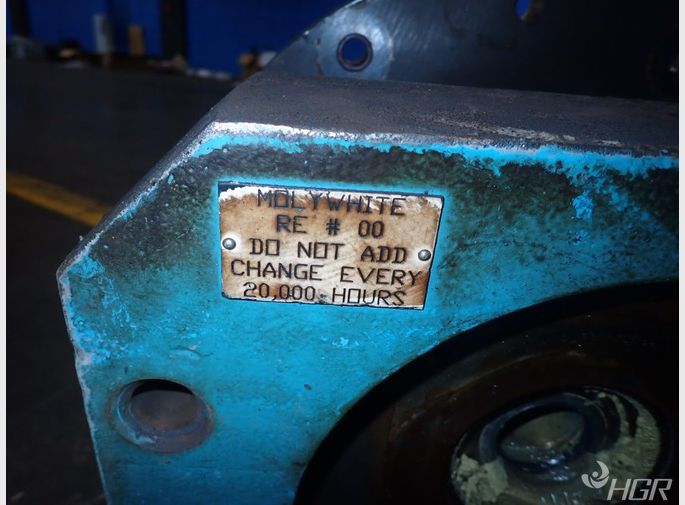 MOLYWHITE
RE # 00
DO NOT ADD
CHANGE EVERY
20,000 HOURS
HGR